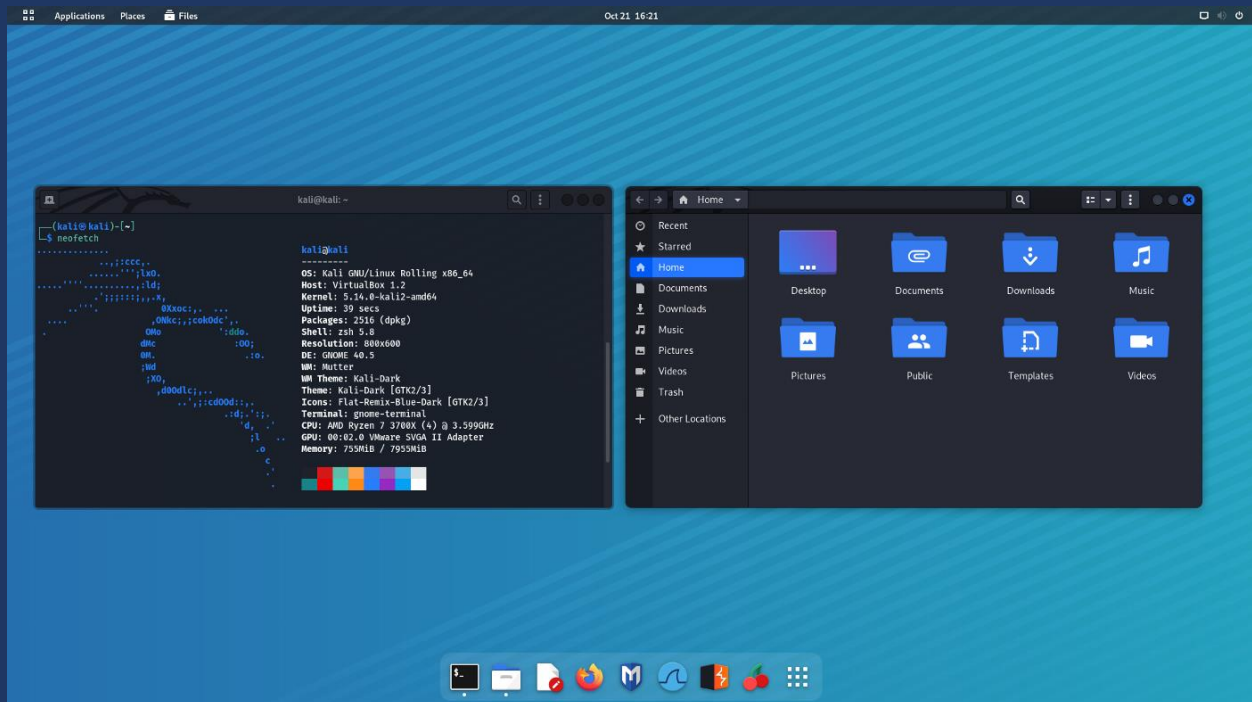 Applications Places Files Oct 21 16:21
kali@kali: ~
(kali㉿kali)-[~]
$ neofetch
kali@kali
---------
OS: Kali GNU/Linux Rolling x86_64
Host: VirtualBox 1.2
Kernel: 5.14.0-kali2-amd64
Uptime: 39 secs
Packages: 2516 (dpkg)
Shell: zsh 5.8
Resolution: 800x600
DE: GNOME 40.5
WM: Mutter
WM Theme: Kali-Dark
Theme: Kali-Dark [GTK2/3]
Icons: Flat-Remix-Blue-Dark [GTK2/3]
Terminal: gnome-terminal
CPU: AMD Ryzen 7 3700X (4) @ 3.599GHz
GPU: 00:02.0 VMware SVGA II Adapter
Memory: 755MiB / 7955MiB
Home
Recent
Starred
Home
Documents
Downloads
Music
Pictures
Videos
Trash
Other Locations
Desktop Documents Downloads Music
Pictures Public Templates Videos
$_